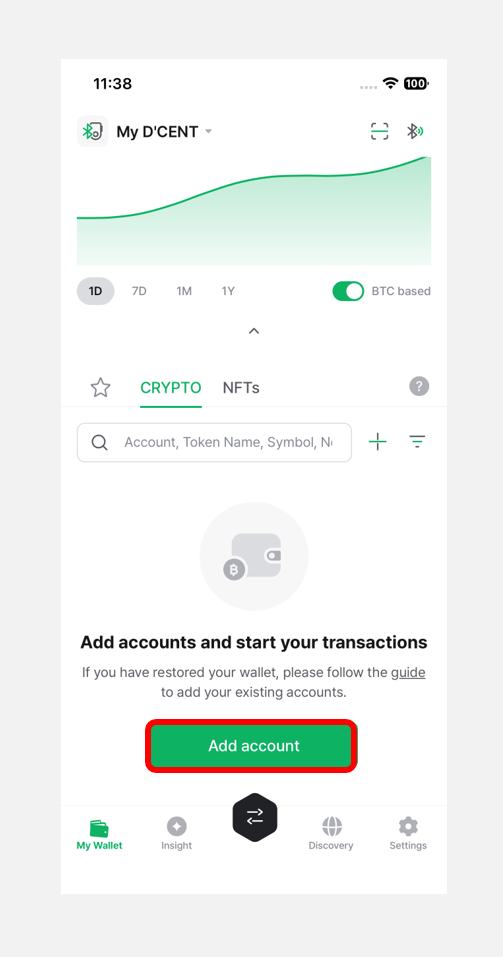 11:38
100
My D'CENT
1D 7D 1M 1Y BTC based
CRYPTO NFTs
?
Account, Token Name, Symbol, N
Add accounts and start your transactions
If you have restored your wallet, please follow the guide
to add your existing accounts.
Add account
My Wallet Insight Discovery Settings